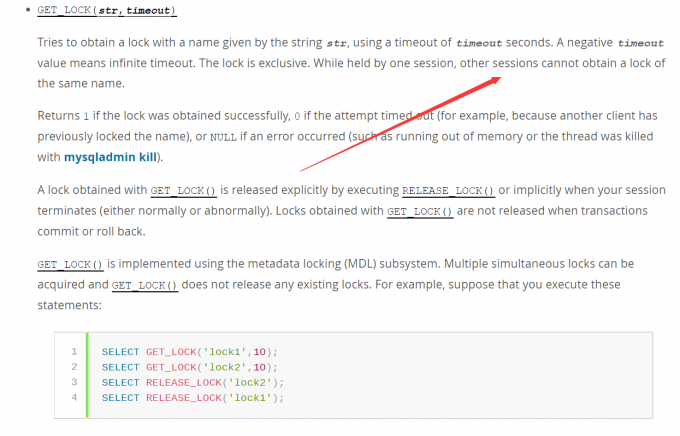 GET_LOCK(str,timeout)
Tries to obtain a lock with a name given by the string str, using a timeout of timeout seconds. A negative timeout
value means infinite timeout. The lock is exclusive. While held by one session, other sessions cannot obtain a lock of
the same name.
Returns 1 if the lock was obtained successfully, 0 if the attempt timed out (for example, because another client has
previously locked the name), or NULL if an error occurred (such as running out of memory or the thread was killed
with mysqladmin kill).
A lock obtained with GET_LOCK() is released explicitly by executing RELEASE_LOCK() or implicitly when your session
terminates (either normally or abnormally). Locks obtained with GET_LOCK() are not released when transactions
commit or roll back.
GET_LOCK() is implemented using the metadata locking (MDL) subsystem. Multiple simultaneous locks can be
acquired and GET_LOCK() does not release any existing locks. For example, suppose that you execute these
statements:
1 SELECT GET_LOCK('lock1',10);
2 SELECT GET_LOCK('lock2',10);
3 SELECT RELEASE_LOCK('lock2');
4 SELECT RELEASE_LOCK('lock1');